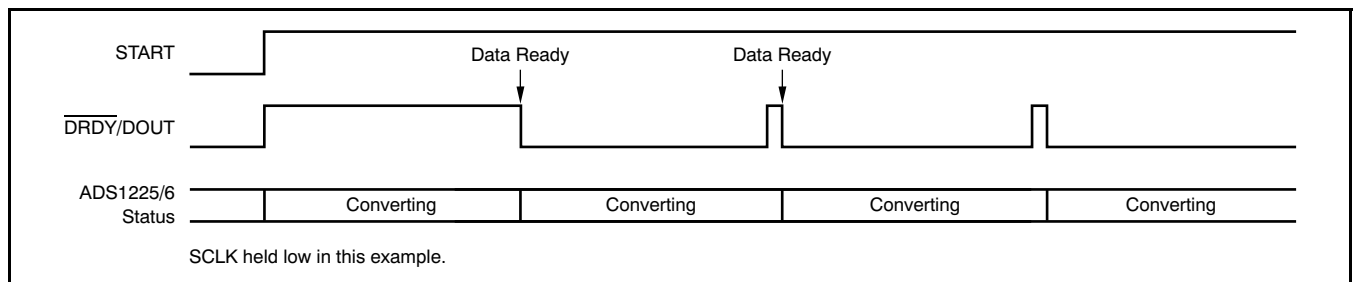 START
Data Ready
Data Ready
DRDY/DOUT
ADS1225/6
Status
Converting
Converting
Converting
Converting
SCLK held low in this example.